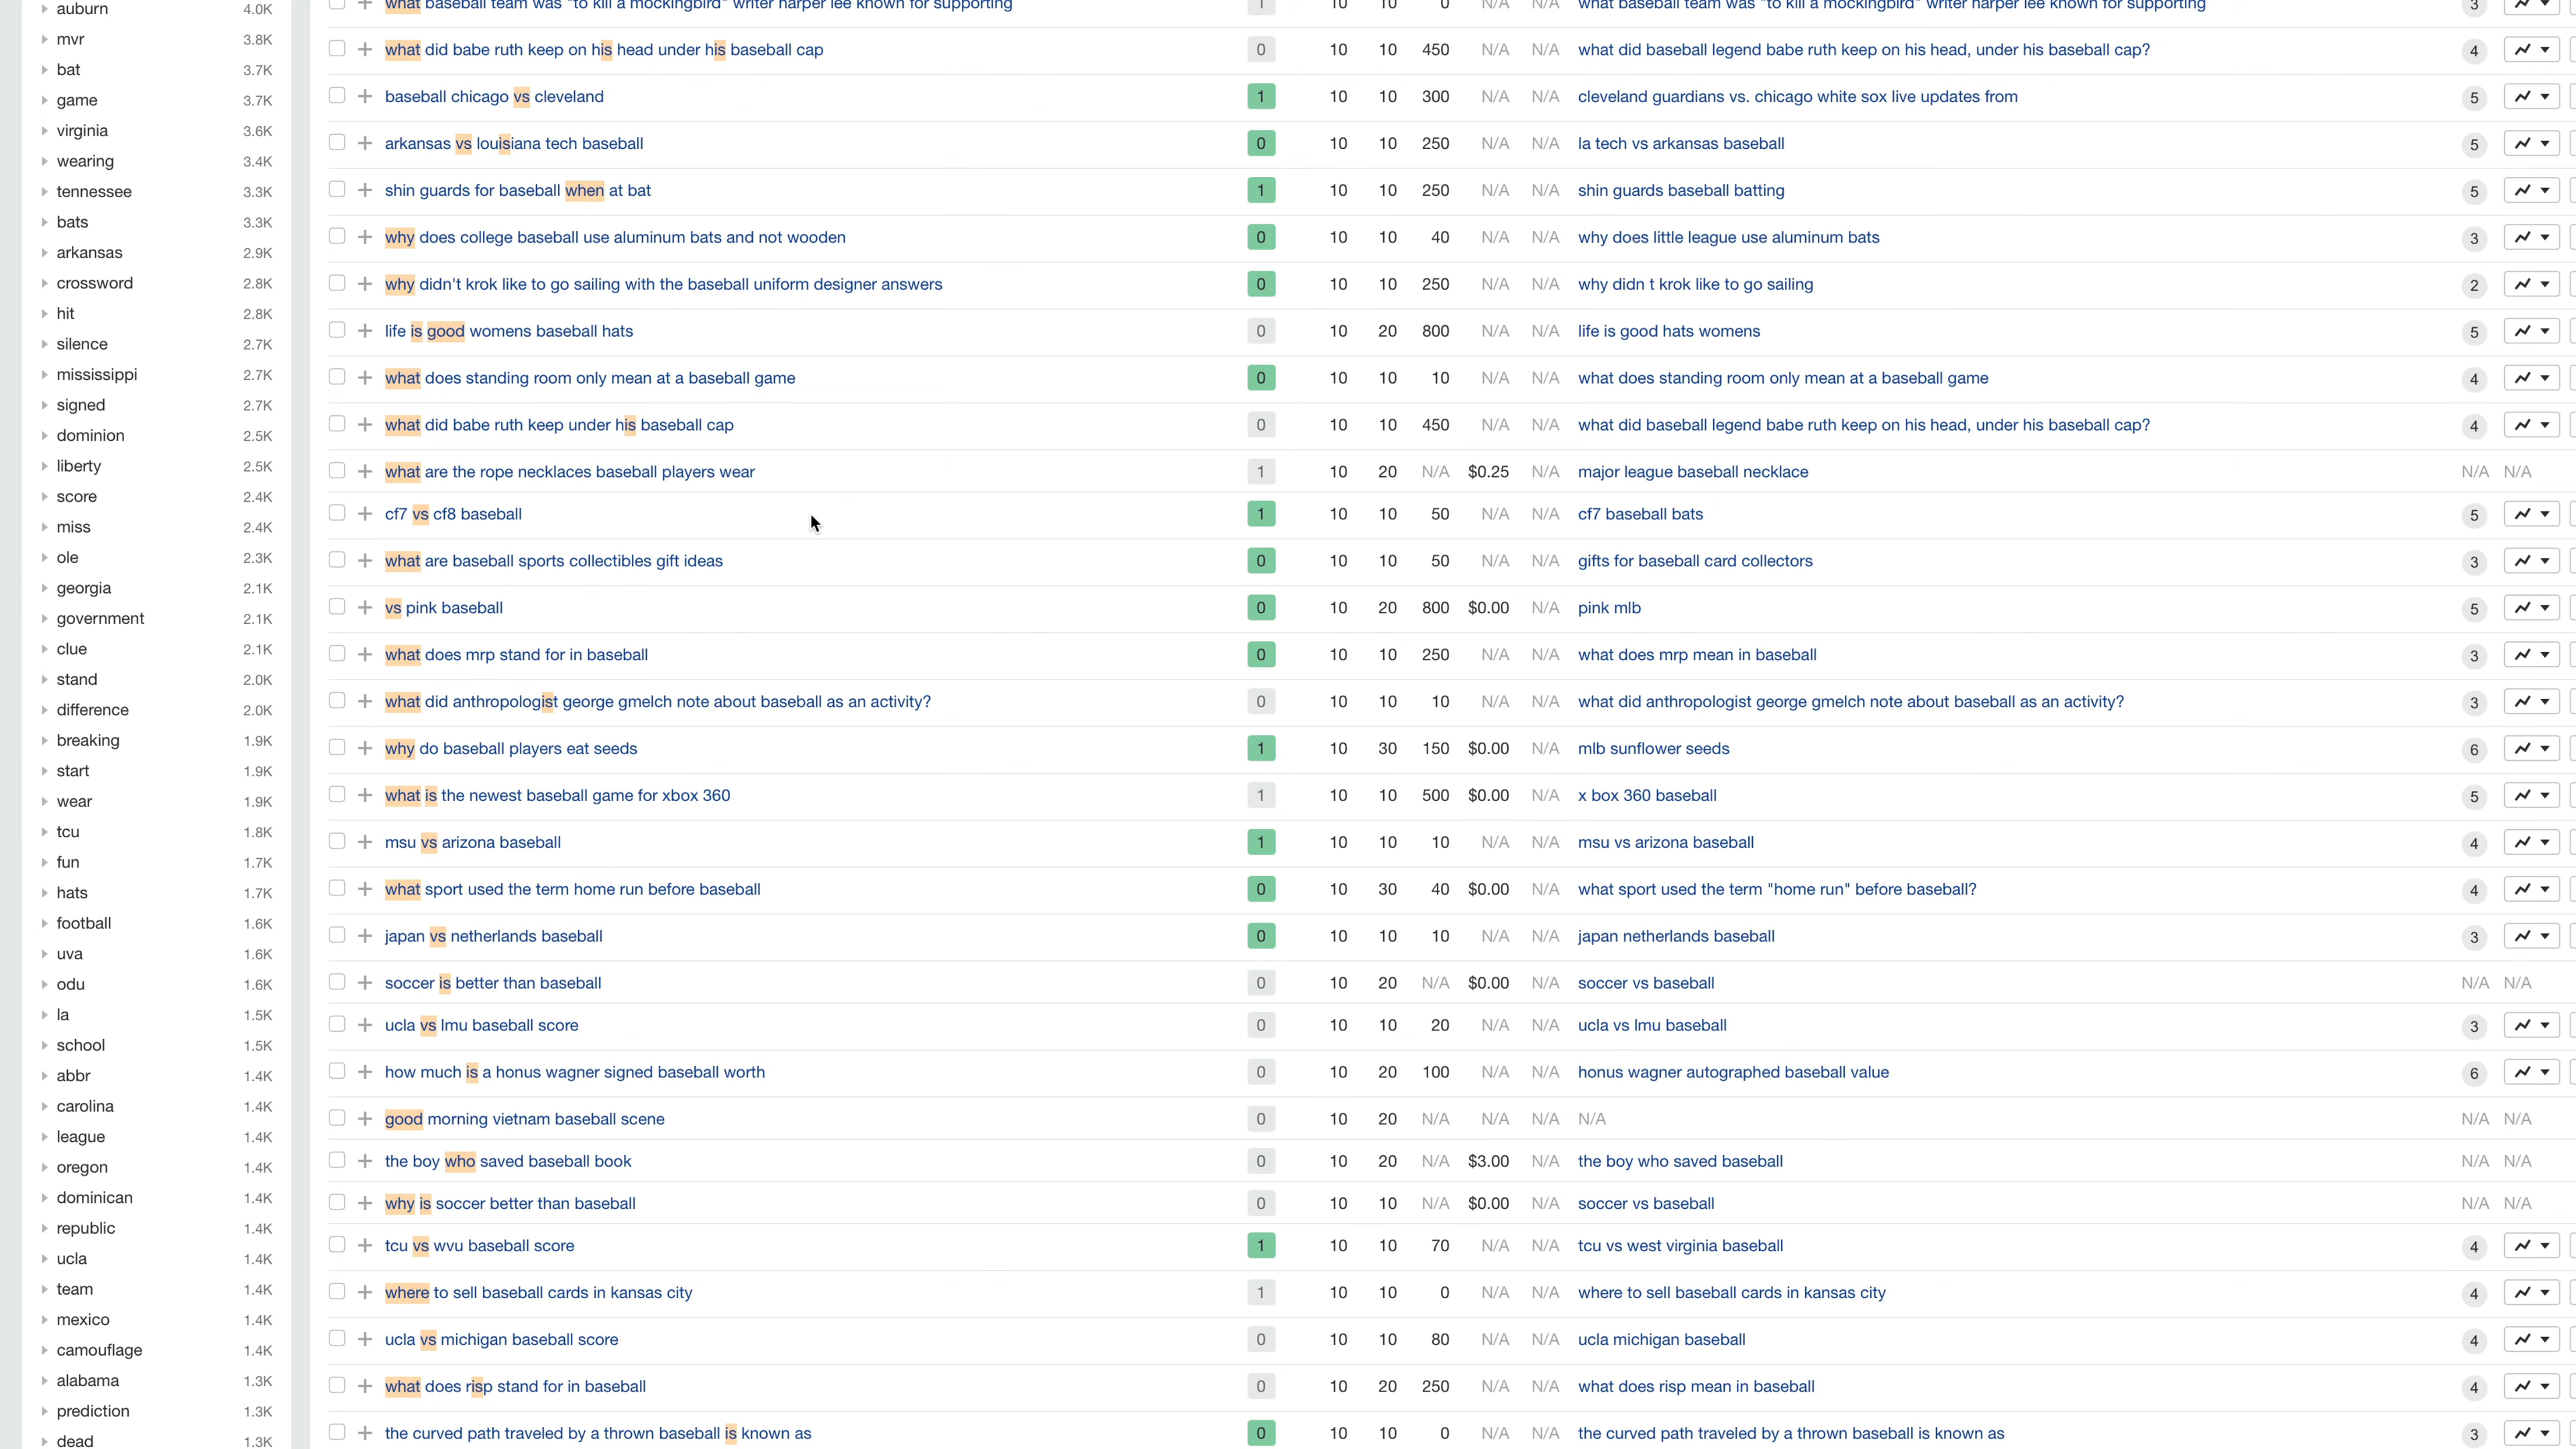 auburn 4.0K
mvr 3.8K
bat 3.7K
game 3.7K
virginia 3.6K
wearing 3.4K
tennessee 3.3K
bats 3.3K
arkansas 2.9K
crossword 2.8K
hit 2.8K
silence 2.7K
mississippi 2.7K
signed 2.7K
dominion 2.5K
liberty 2.5K
score 2.4K
miss 2.4K
ole 2.3K
georgia 2.1K
government 2.1K
clue 2.1K
stand 2.0K
difference 2.0K
breaking 1.9K
start 1.9K
wear 1.9K
tcu 1.8K
fun 1.7K
hats 1.7K
football 1.6K
uva 1.6K
odu 1.6K
la 1.5K
school 1.5K
abbr 1.4K
carolina 1.4K
league 1.4K
oregon 1.4K
dominican 1.4K
republic 1.4K
ucla 1.4K
team 1.4K
mexico 1.4K
camouflage 1.4K
alabama 1.3K
prediction 1.3K
dead 1.3K
what baseball team was "to kill a mockingbird" writer harper lee known for supporting 1 10 10 0 N/A N/A what baseball team was "to kill a mockingbird" writer harper lee known for supporting 3
what did babe ruth keep on his head under his baseball cap 0 10 10 450 N/A N/A what did baseball legend babe ruth keep on his head, under his baseball cap? 4
baseball chicago vs cleveland 1 10 10 300 N/A N/A cleveland guardians vs. chicago white sox live updates from 5
arkansas vs louisiana tech baseball 0 10 10 250 N/A N/A la tech vs arkansas baseball 5
shin guards for baseball when at bat 1 10 10 250 N/A N/A shin guards baseball batting 5
why does college baseball use aluminum bats and not wooden 0 10 10 40 N/A N/A why does little league use aluminum bats 3
why didn't krok like to go sailing with the baseball uniform designer answers 0 10 10 250 N/A N/A why didn t krok like to go sailing 2
life is good womens baseball hats 0 10 20 800 N/A N/A life is good hats womens 5
what does standing room only mean at a baseball game 0 10 10 10 N/A N/A what does standing room only mean at a baseball game 4
what did babe ruth keep under his baseball cap 0 10 10 450 N/A N/A what did baseball legend babe ruth keep on his head, under his baseball cap? 4
what are the rope necklaces baseball players wear 1 10 20 N/A $0.25 N/A major league baseball necklace N/A N/A
cf7 vs cf8 baseball 1 10 10 50 N/A N/A cf7 baseball bats 5
what are baseball sports collectibles gift ideas 0 10 10 50 N/A N/A gifts for baseball card collectors 3
vs pink baseball 0 10 20 800 $0.00 N/A pink mlb 5
what does mrp stand for in baseball 0 10 10 250 N/A N/A what does mrp mean in baseball 3
what did anthropologist george gmelch note about baseball as an activity? 0 10 10 10 N/A N/A what did anthropologist george gmelch note about baseball as an activity? 3
why do baseball players eat seeds 1 10 30 150 $0.00 N/A mlb sunflower seeds 6
what is the newest baseball game for xbox 360 1 10 10 500 $0.00 N/A x box 360 baseball 5
msu vs arizona baseball 1 10 10 10 N/A N/A msu vs arizona baseball 4
what sport used the term home run before baseball 0 10 30 40 $0.00 N/A what sport used the term "home run" before baseball? 4
japan vs netherlands baseball 0 10 10 10 N/A N/A japan netherlands baseball 3
soccer is better than baseball 0 10 20 N/A $0.00 N/A soccer vs baseball N/A N/A
ucla vs lmu baseball score 0 10 10 20 N/A N/A ucla vs lmu baseball 3
how much is a honus wagner signed baseball worth 0 10 20 100 N/A N/A honus wagner autographed baseball value 6
good morning vietnam baseball scene 0 10 20 N/A N/A N/A N/A N/A N/A
the boy who saved baseball book 0 10 20 N/A $3.00 N/A the boy who saved baseball N/A N/A
why is soccer better than baseball 0 10 10 N/A $0.00 N/A soccer vs baseball N/A N/A
tcu vs wvu baseball score 1 10 10 70 N/A N/A tcu vs west virginia baseball 4
where to sell baseball cards in kansas city 1 10 10 0 N/A N/A where to sell baseball cards in kansas city 4
ucla vs michigan baseball score 0 10 10 80 N/A N/A ucla michigan baseball 4
what does risp stand for in baseball 0 10 20 250 N/A N/A what does risp mean in baseball 4
the curved path traveled by a thrown baseball is known as 0 10 10 0 N/A N/A the curved path traveled by a thrown baseball is known as 3